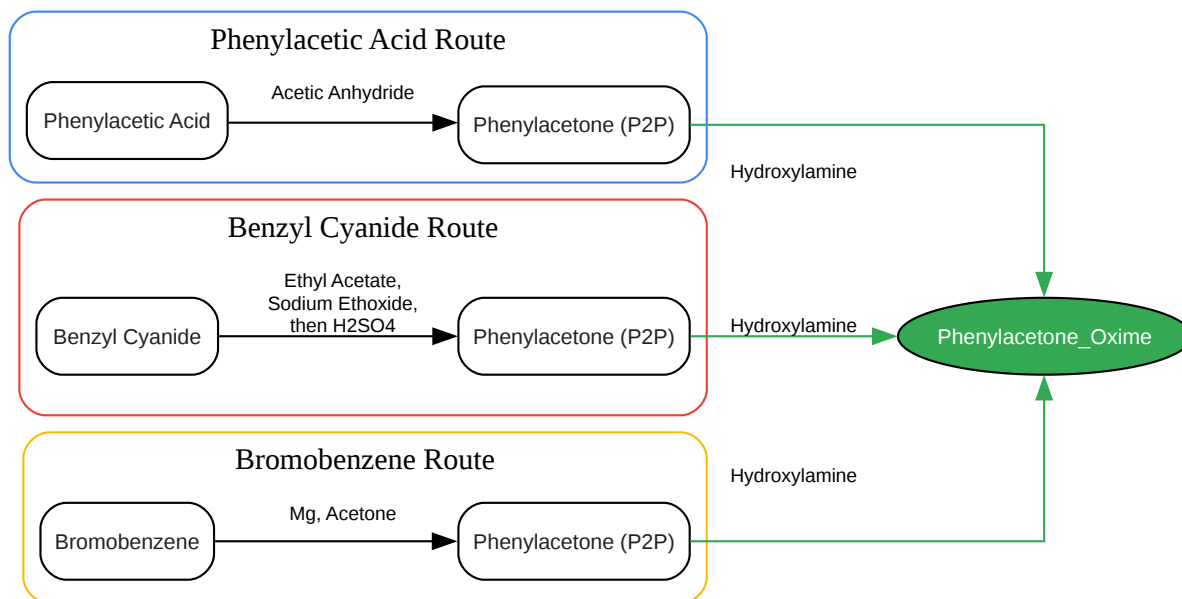 Phenylacetic Acid Route
Phenylacetic Acid
Acetic Anhydride
Phenylacetone (P2P)
Hydroxylamine
Benzyl Cyanide Route
Benzyl Cyanide
Ethyl Acetate,
Sodium Ethoxide,
then H2SO4
Phenylacetone (P2P)
Hydroxylamine
Phenylacetone_Oxime
Bromobenzene Route
Bromobenzene
Mg, Acetone
Phenylacetone (P2P)
Hydroxylamine